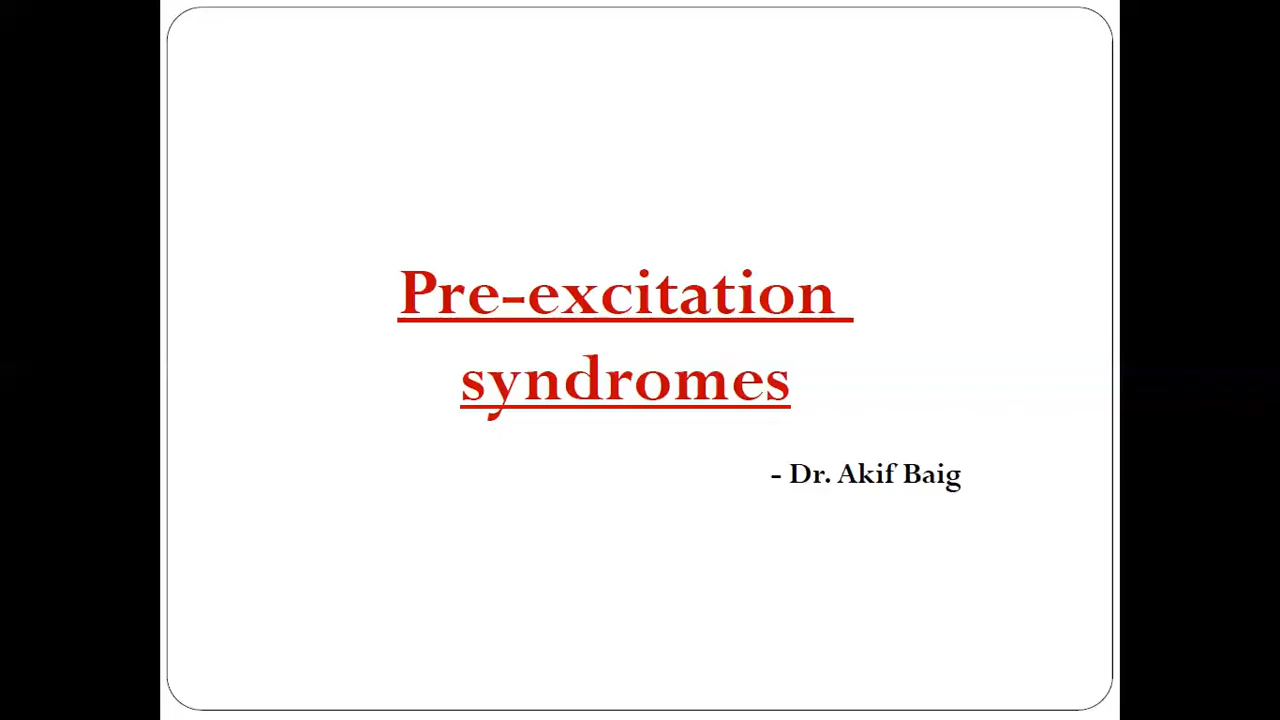 Pre-excitation
syndromes
- Dr. Akif Baig